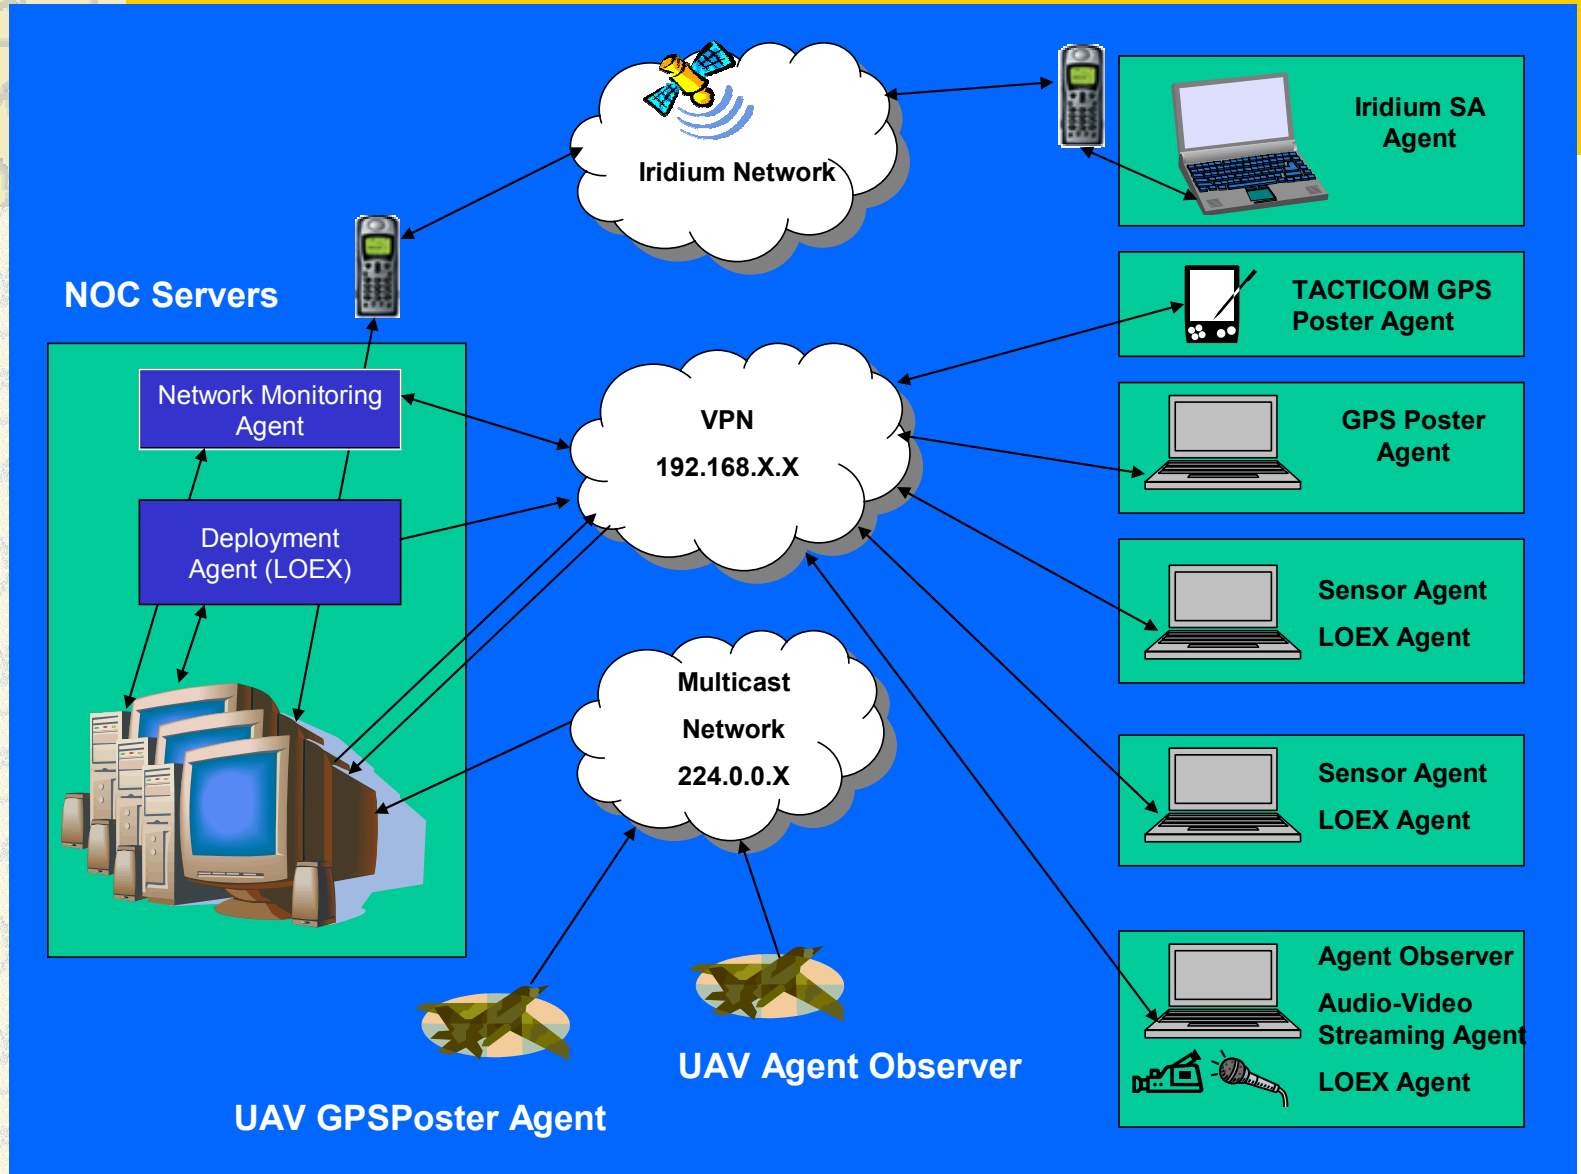 Iridium Network
Iridium SA
Agent
NOC Servers
TACTICOM GPS
Poster Agent
Network Monitoring
Agent
VPN
192.168.X.X
GPS Poster
Agent
Deployment
Agent (LOEX)
Sensor Agent
LOEX Agent
Multicast
Network
224.0.0.X
Sensor Agent
LOEX Agent
Agent Observer
Audio-Video
Streaming Agent
LOEX Agent
UAV Agent Observer
UAV GPSPoster Agent